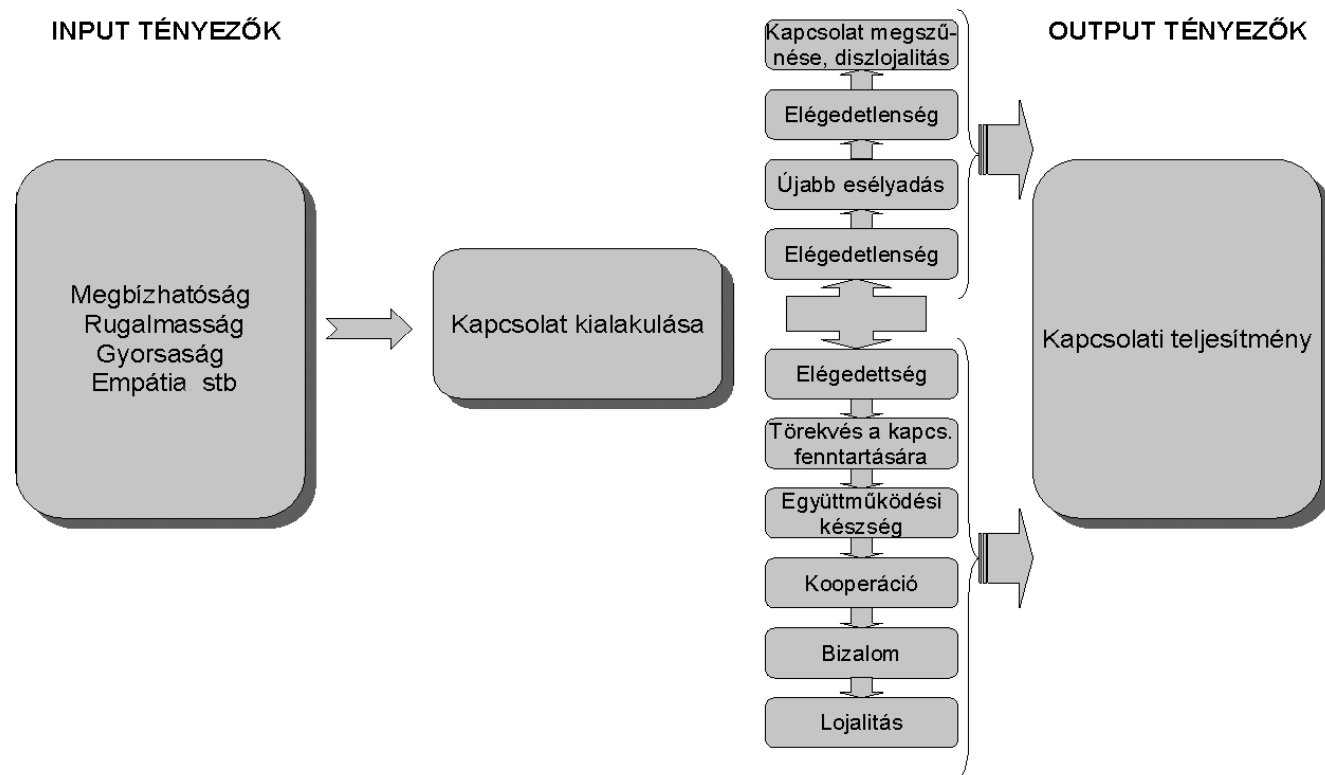 INPUT TÉNYEZŐK
Megbízhatóság
Rugalmasság
Gyorsaság
Empátia stb
Kapcsolat kialakulása
Kapcsolat megszű-
nése, diszlojalitás
Elégedetlenség
Újabb esélyadás
Elégedetlenség
Elégedettség
Törekvés a kapcs.
fenntartására
Együttműködési
készség
Kooperáció
Bizalom
Lojalitás
OUTPUT TÉNYEZŐK
Kapcsolati teljesítmény